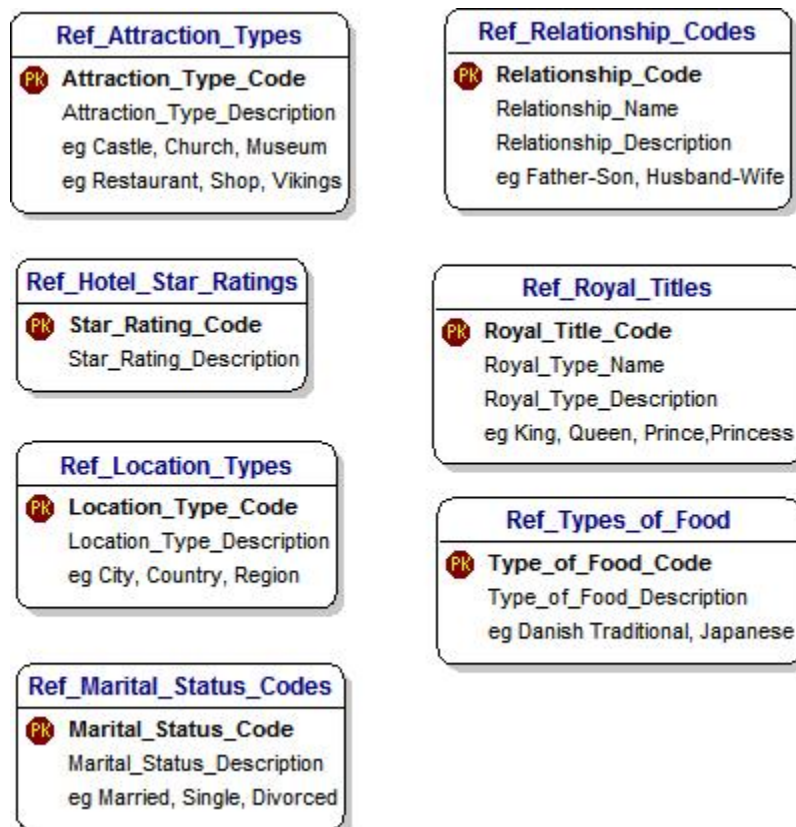 Ref_Attraction_Types
PK Attraction_Type_Code
Attraction_Type_Description
eg Castle, Church, Museum
eg Restaurant, Shop, Vikings
Ref_Hotel_Star_Ratings
PK Star_Rating_Code
Star_Rating_Description
Ref_Location_Types
PK Location_Type_Code
Location_Type_Description
eg City, Country, Region
Ref_Marital_Status_Codes
PK Marital_Status_Code
Marital_Status_Description
eg Married, Single, Divorced
Ref_Relationship_Codes
PK Relationship_Code
Relationship_Name
Relationship_Description
eg Father-Son, Husband-Wife
Ref_Royal_Titles
PK Royal_Title_Code
Royal_Type_Name
Royal_Type_Description
eg King, Queen, Prince,Princess
Ref_Types_of_Food
PK Type_of_Food_Code
Type_of_Food_Description
eg Danish Traditional, Japanese